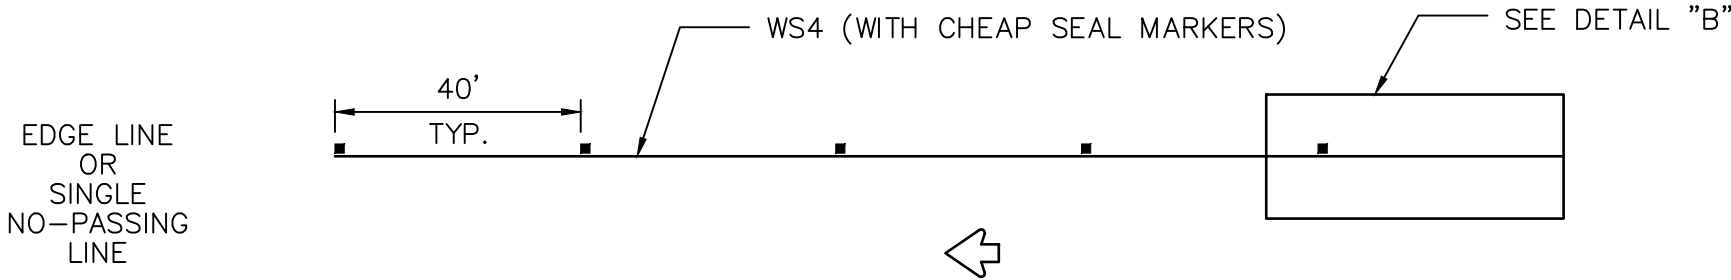 WS4 (WITH CHEAP SEAL MARKERS)
SEE DETAIL "B"
40'
TYP.
EDGE LINE
OR
SINGLE
NO-PASSING
LINE